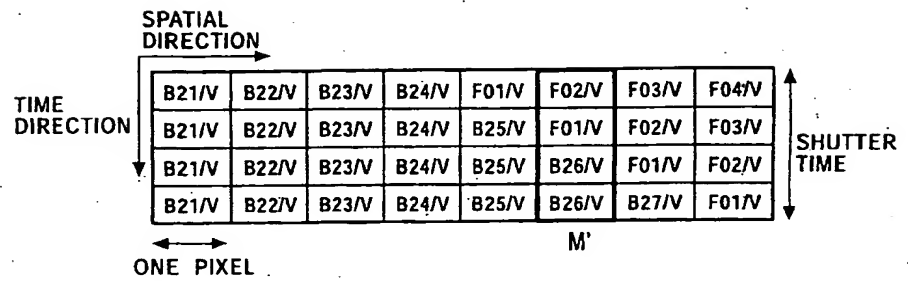 SPATIAL
DIRECTION
TIME
DIRECTION
B21/V B22/V B23/V B24/V F01/V F02/V F03/V F04/V
B21/V B22/V B23/V B24/V B25/V F01/V F02/V F03/V
B21/V B22/V B23/V B24/V B25/V B26/V F01/V F02/V
B21/V B22/V B23/V B24/V B25/V B26/V B27/V F01/V
SHUTTER
TIME
M'
ONE PIXEL